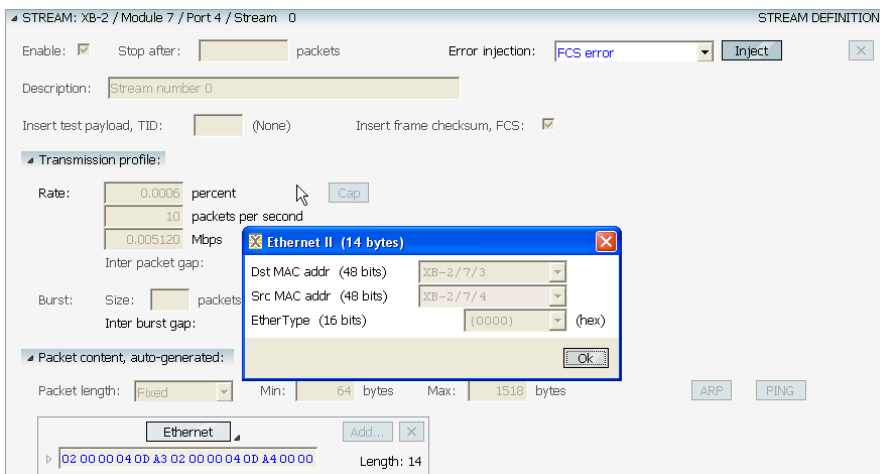 STREAM: XB-2 / Module 7 / Port 4 / Stream 0 STREAM DEFINITION
Enable: Stop after: packets Error injection: FCS error Inject
Description: Stream number 0
Insert test payload, TID: (None) Insert frame checksum, FCS:
Transmission profile:
Rate: 0.0006 percent Cap
10 packets per second
0.005120 Mbps
Inter packet gap:
Burst: Size: packets
Inter burst gap:
Ethernet II (14 bytes)
Dst MAC addr (48 bits) XB-2/7/3
Src MAC addr (48 bits) XB-2/7/4
EtherType (16 bits) (0000) (hex)
Ok
Packet content, auto-generated:
Packet length: Fixed Min: 64 bytes Max: 1518 bytes ARP PING
Ethernet Add...
02 00 00 04 0D A3 02 00 00 04 0D A4 00 00 Length: 14